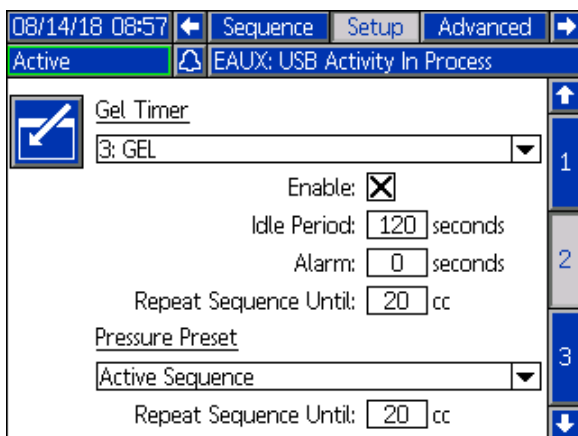 08/14/18 08:57 Sequence Setup Advanced
Active EAUX: USB Activity In Process
Gel Timer
3: GEL
1
Enable:
Idle Period: 120 seconds
Alarm: 0 seconds
2
Repeat Sequence Until: 20 cc
Pressure Preset
3
Active Sequence
Repeat Sequence Until: 20 cc